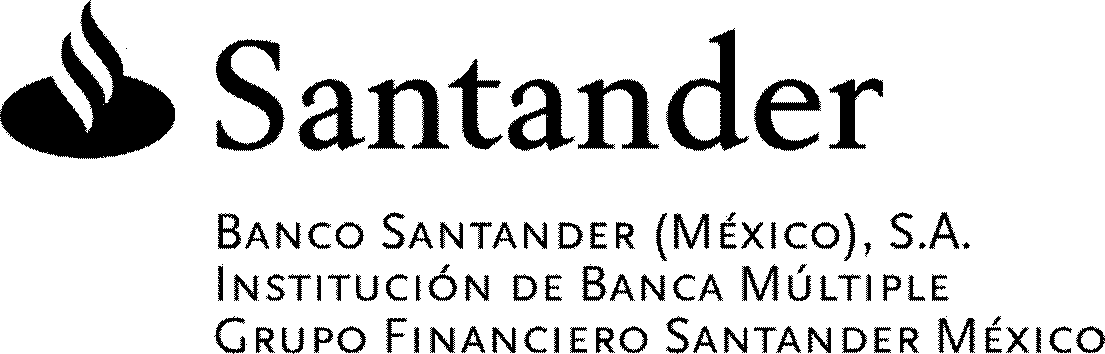 Santander
BANCO SANTANDER (MÉXICO), S.A.
INSTITUCIÓN DE BANCA MÚLTIPLE
GRUPO FINANCIERO SANTANDER MÉXICO